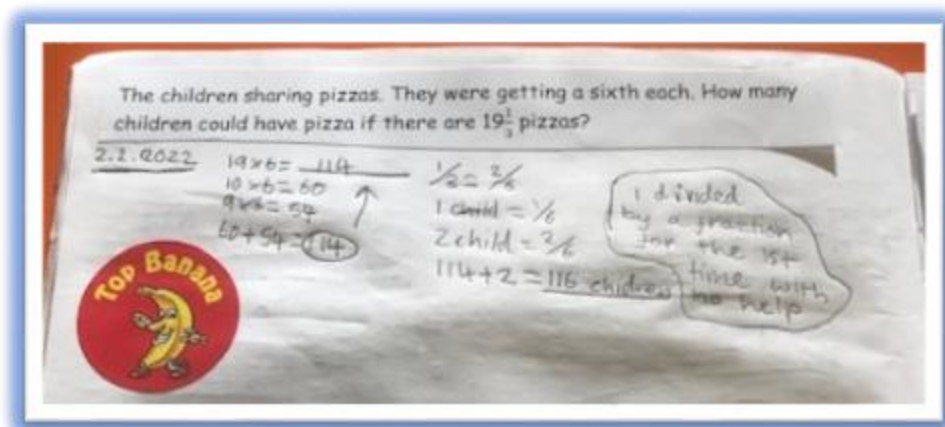 The children sharing pizzas. They were getting a sixth each. How many
children could have pizza if there are 19 1/3 pizzas?
2.2.2022
19×6= 114
10×6=60
9×6=54
60+54=114
= 2/6
1 child = 1/6
2 child = 2/6
114+2=116 children
I divided
by a fraction
for the 1st
time with
no help
TOP BANANA